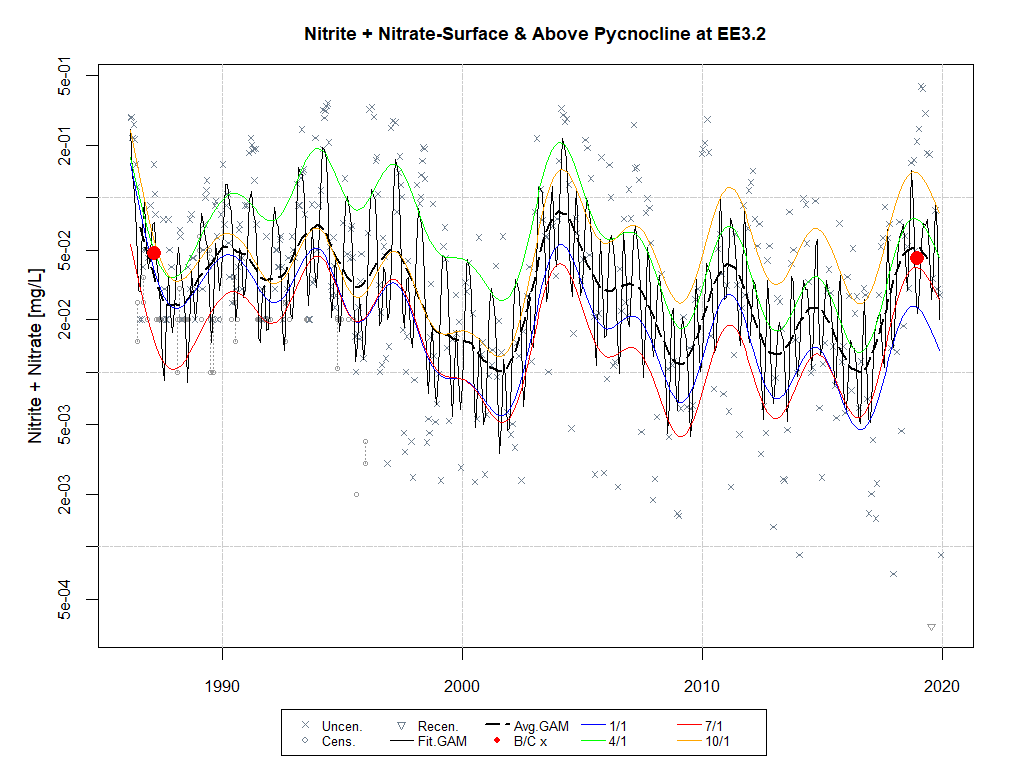 Nitrite + Nitrate-Surface & Above Pycnocline at EE3.2
Nitrite + Nitrate [mg/L]
5e-01
2e-01
5e-02
2e-02
5e-03
2e-03
5e-04
1990 2000 2010 2020
Uncen. Recen. Avg.GAM 1/1 7/1
Cens. Fit.GAM B/C x 4/1 10/1